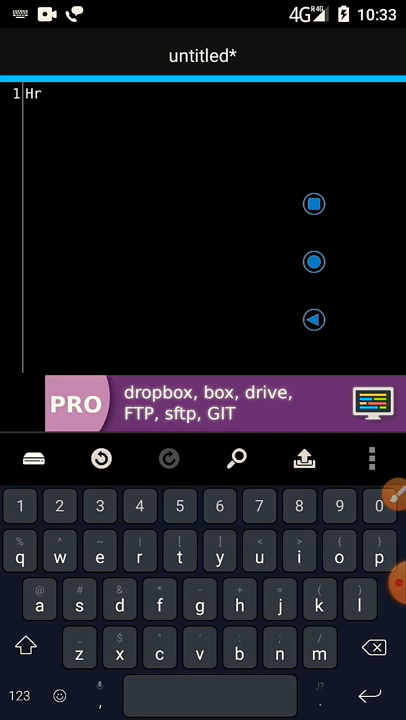 4G R4G 10:33
untitled*
1 Hr
PRO dropbox, box, drive,
FTP, sftp, GIT
1 2 3 4 5 6 7 8 9 0
% ^ ~ | [ ] < > { }
q w e r t y u i o p
@ # & * - + = ( )
a s d f g h j k l
_ $ " ' : ; /
z x c v b n m
123 , ,!? .